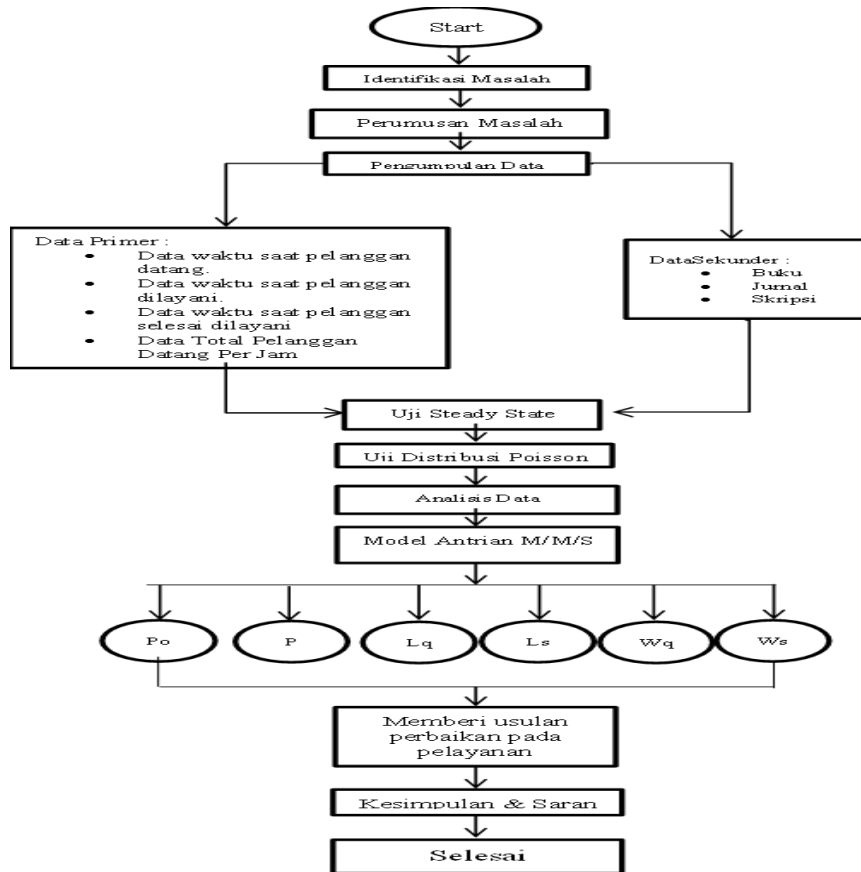 Start
Identifikasi Masalah
Perumusan Masalah
Pengumpulan Data
Data Primer :
• Data waktu saat pelanggan
datang.
• Data waktu saat pelanggan
dilayani.
• Data waktu saat pelanggan
selesai dilayani
• Data Total Pelanggan
Datang Per Jam
DataSekunder :
• Buku
• Jurnal
• Skripsi
Uji Steady State
Uji Distribusi Poisson
Analisis Data
Model Antrian M/M/S
Po
P
Lq
Ls
Wq
Ws
Memberi usulan
perbaikan pada
pelayanan
Kesimpulan & Saran
Selesai